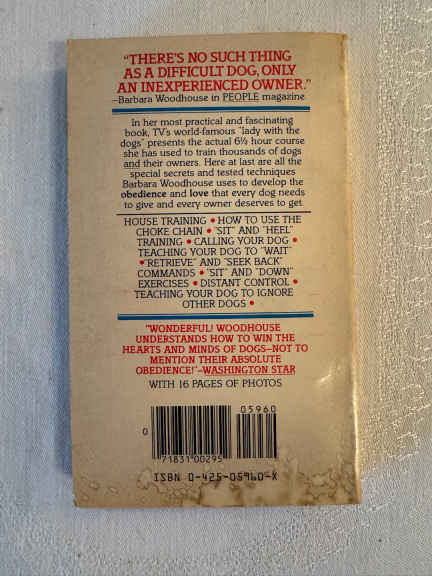 "THERE'S NO SUCH THING
AS A DIFFICULT DOG, ONLY
AN INEXPERIENCED OWNER."
–Barbara Woodhouse in PEOPLE magazine
In her most practical and fascinating
book, TV's world-famous "lady with the
dogs" presents the actual 6½ hour course
she has used to train thousands of dogs
and their owners. Here at last are all the
special secrets and tested techniques
Barbara Woodhouse uses to develop the
obedience and love that every dog needs
to give and every owner deserves to get.
HOUSE TRAINING • HOW TO USE THE
CHOKE CHAIN • "SIT" AND "HEEL"
TRAINING • CALLING YOUR DOG •
TEACHING YOUR DOG TO "WAIT"
• "RETRIEVE" AND "SEEK BACK"
COMMANDS • "SIT" AND "DOWN"
EXERCISES • DISTANT CONTROL •
TEACHING YOUR DOG TO IGNORE
OTHER DOGS •
"WONDERFUL! WOODHOUSE
UNDERSTANDS HOW TO WIN THE
HEARTS AND MINDS OF DOGS–NOT TO
MENTION THEIR ABSOLUTE
OBEDIENCE!"–WASHINGTON STAR
WITH 16 PAGES OF PHOTOS
05960
0
71831 00295
ISBN 0-425-05960-X